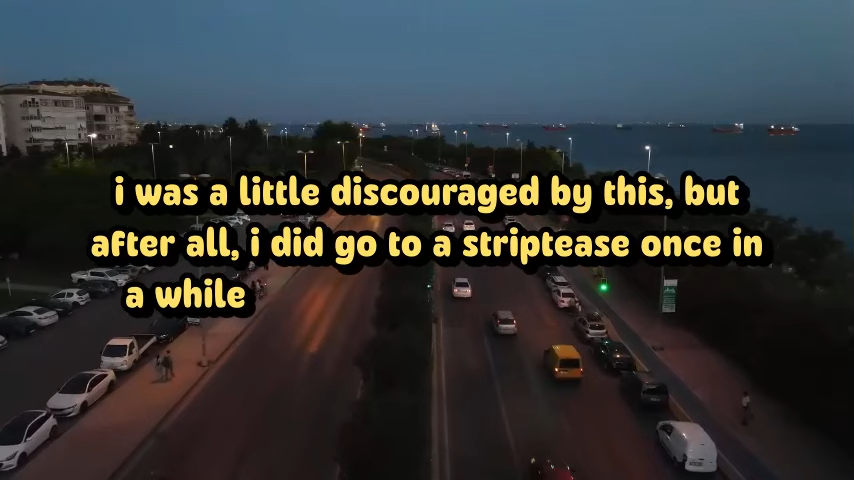 i was a little discouraged by this, but
after all, i did go to a striptease once in
a while